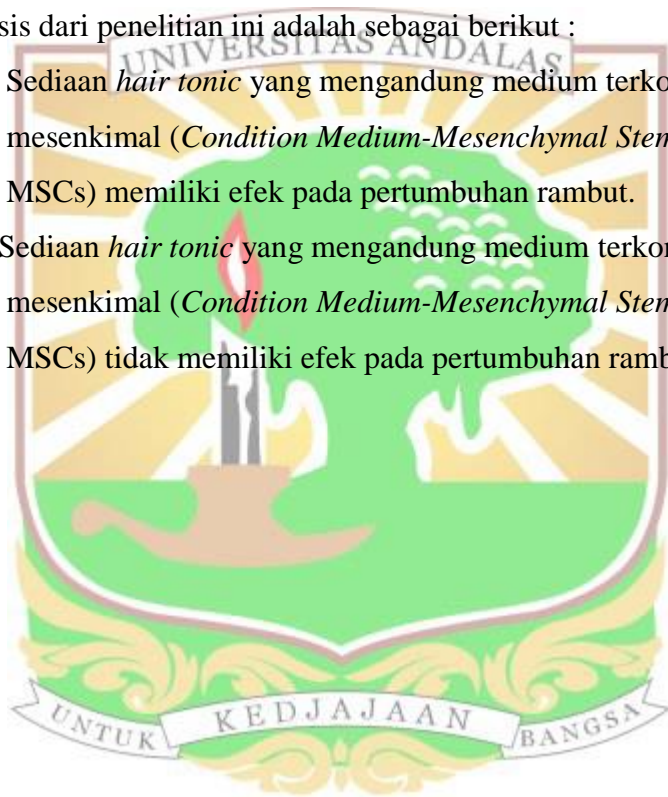 sis dari penelitian ini adalah sebagai berikut :
UNIVERSITAS ANDALAS
Sediaan hair tonic yang mengandung medium terko
mesenkimal (Condition Medium-Mesenchymal Stem
MSCs) memiliki efek pada pertumbuhan rambut.
Sediaan hair tonic yang mengandung medium terko
mesenkimal (Condition Medium-Mesenchymal Stem
MSCs) tidak memiliki efek pada pertumbuhan ramb
UNTUK KEDJAJAAN BANGSA